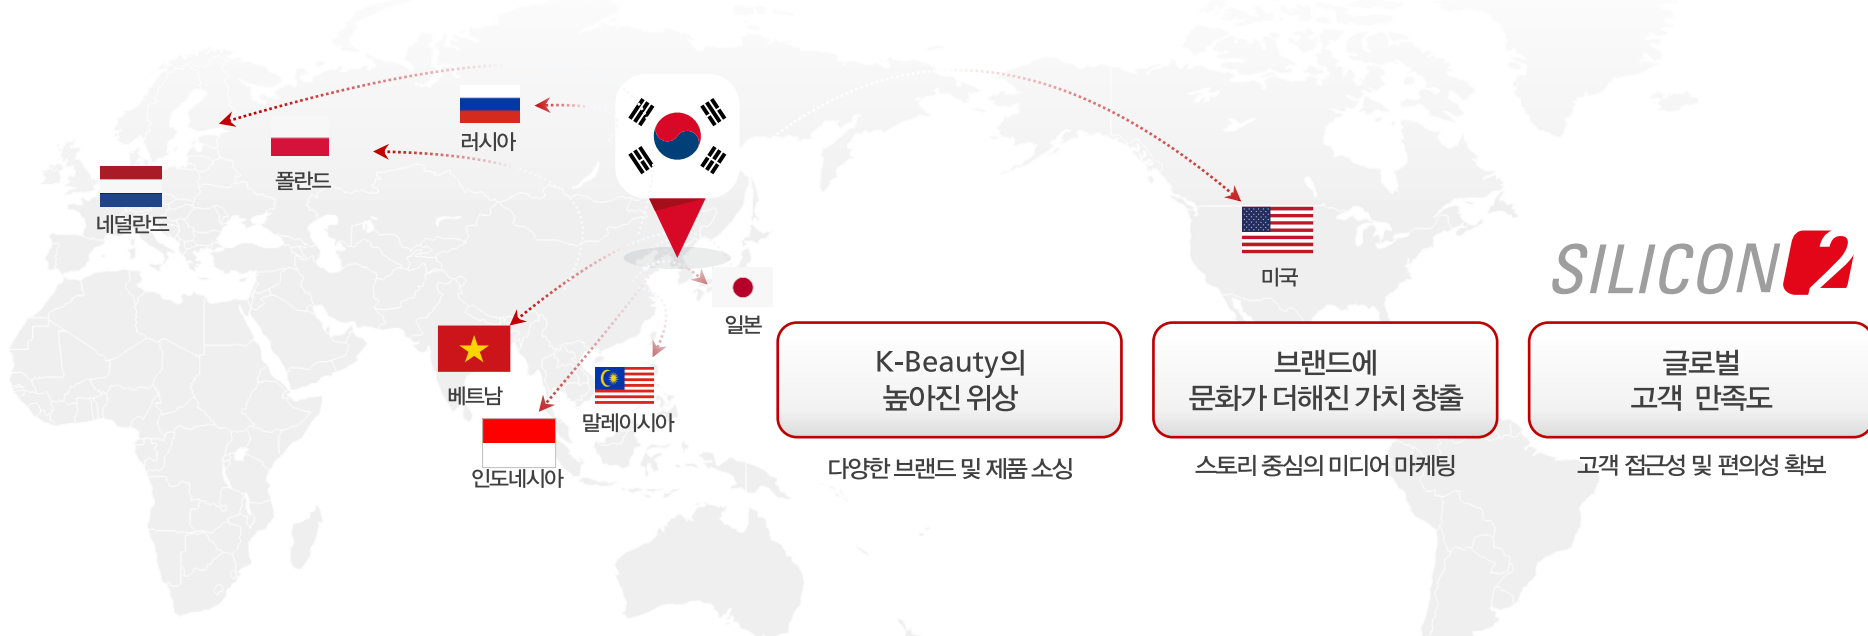 러시아
폴란드
네덜란드
미국
일본
베트남
말레이시아
인도네시아
SILICON2
K-Beauty의
높아진 위상
다양한 브랜드 및 제품 소싱
브랜드에
문화가 더해진 가치 창출
스토리 중심의 미디어 마케팅
글로벌
고객 만족도
고객 접근성 및 편의성 확보